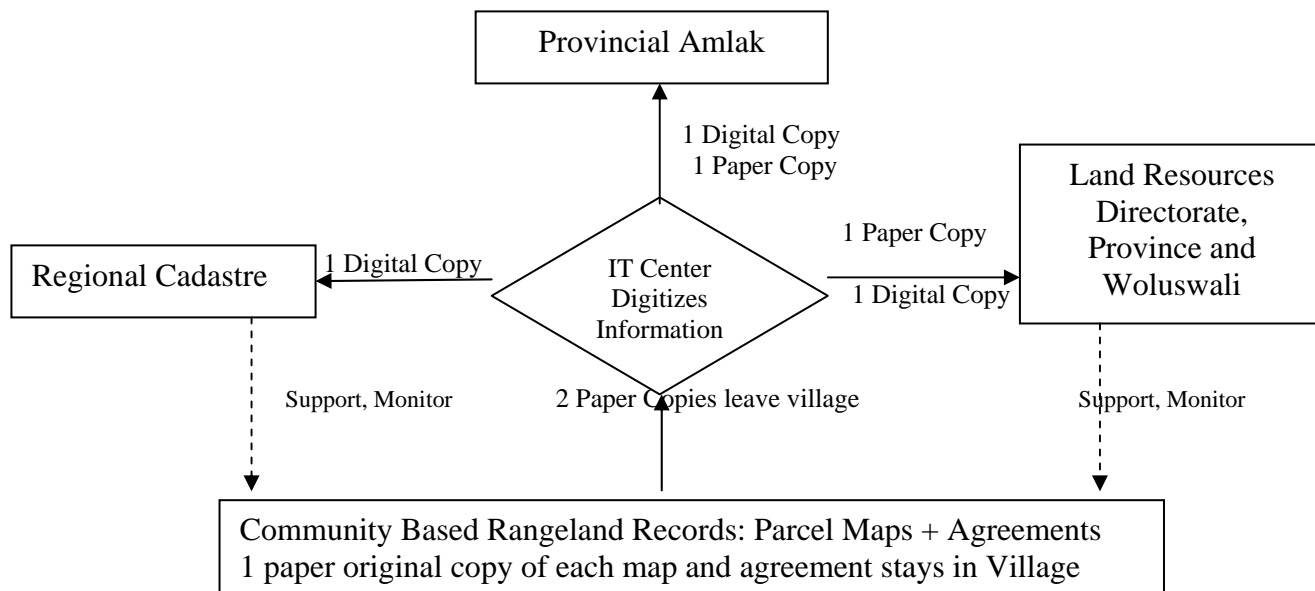 Provincial Amlak
1 Digital Copy
1 Paper Copy
Land Resources
Directorate,
Province and
Woluswali
1 Paper Copy
1 Digital Copy
Regional Cadastre
1 Digital Copy
IT Center
Digitizes
Information
Support, Monitor
2 Paper Copies leave village
Support, Monitor
Community Based Rangeland Records: Parcel Maps + Agreements
1 paper original copy of each map and agreement stays in Village